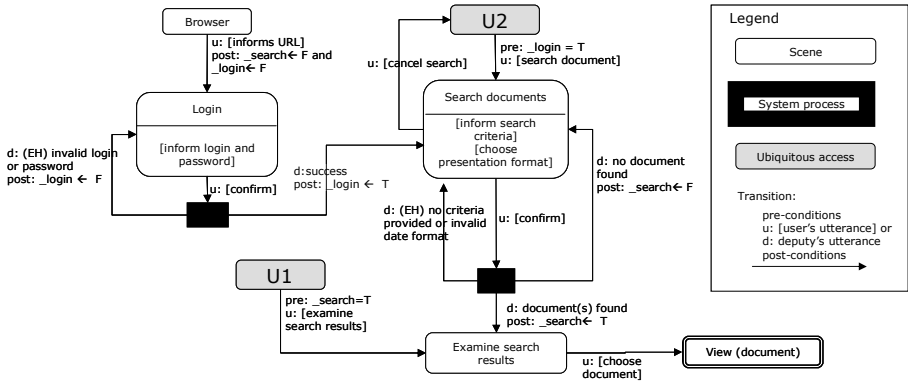 Browser
u: [informs URL]
post: _search← F and
_login← F
Login
[inform login and
password]
d: (EH) invalid login
or password
post: _login ← F
u: [confirm]
d:success
post: _login ← T
U2
pre: _login = T
u: [search document]
u: [cancel search]
Search documents
[inform search
criteria]
[choose
presentation format]
d: no document
found
post: _search← F
d: (EH) no criteria
provided or invalid
date format
u: [confirm]
U1
pre: _search=T
u: [examine
search results]
d: document(s) found
post: _search← T
Examine search
results
u: [choose
document]
View (document)
Legend
Scene
System process
Ubiquitous access
Transition:
pre-conditions
u: [user's utterance] or
d: deputy's utterance
post-conditions